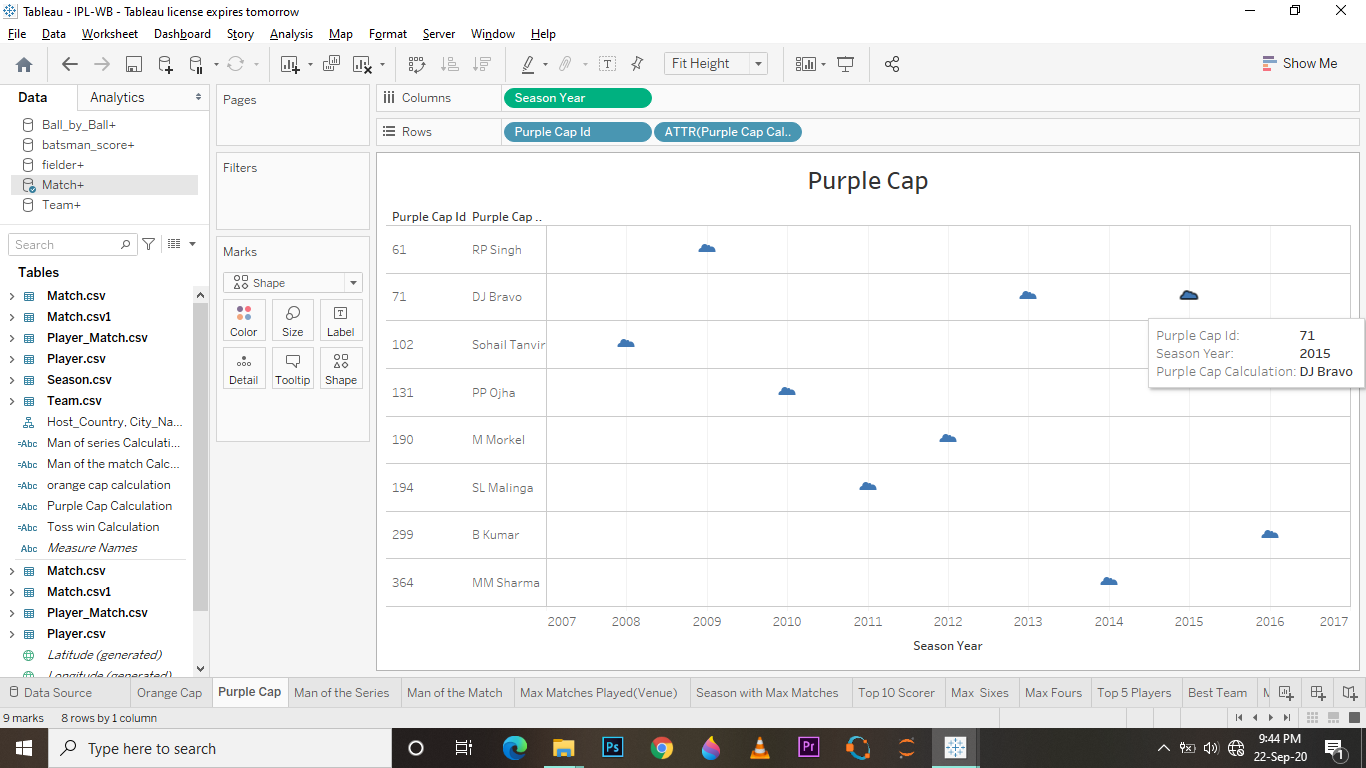 Tableau - IPL-WB - Tableau license expires tomorrow
File Data Worksheet Dashboard Story Analysis Map Format Server Window Help
Fit Height
Show Me
Data Analytics
Ball_by_Ball+
batsman_score+
fielder+
Match+
Team+
Search
Tables
Match.csv
Match.csv1
Player_Match.csv
Player.csv
Season.csv
Team.csv
Host_Country, City_Na...
Man of series Calculati...
Man of the match Calc...
orange cap calculation
Purple Cap Calculation
Toss win Calculation
Measure Names
Match.csv
Match.csv1
Player_Match.csv
Player.csv
Latitude (generated)
Longitude (generated)
Pages
Filters
Marks
Shape
Color Size Label
Detail Tooltip Shape
Columns Season Year
Rows Purple Cap Id ATTR(Purple Cap Cal..
Purple Cap
Purple Cap Id Purple Cap ..
61 RP Singh
71 DJ Bravo
102 Sohail Tanvir
131 PP Ojha
190 M Morkel
194 SL Malinga
299 B Kumar
364 MM Sharma
Purple Cap Id: 71
Season Year: 2015
Purple Cap Calculation: DJ Bravo
2007 2008 2009 2010 2011 2012 2013 2014 2015 2016 2017
Season Year
Data Source Orange Cap Purple Cap Man of the Series Man of the Match Max Matches Played(Venue) Season with Max Matches Top 10 Scorer Max Sixes Max Fours Top 5 Players Best Team
9 marks 8 rows by 1 column
Type here to search
9:44 PM
22-Sep-20